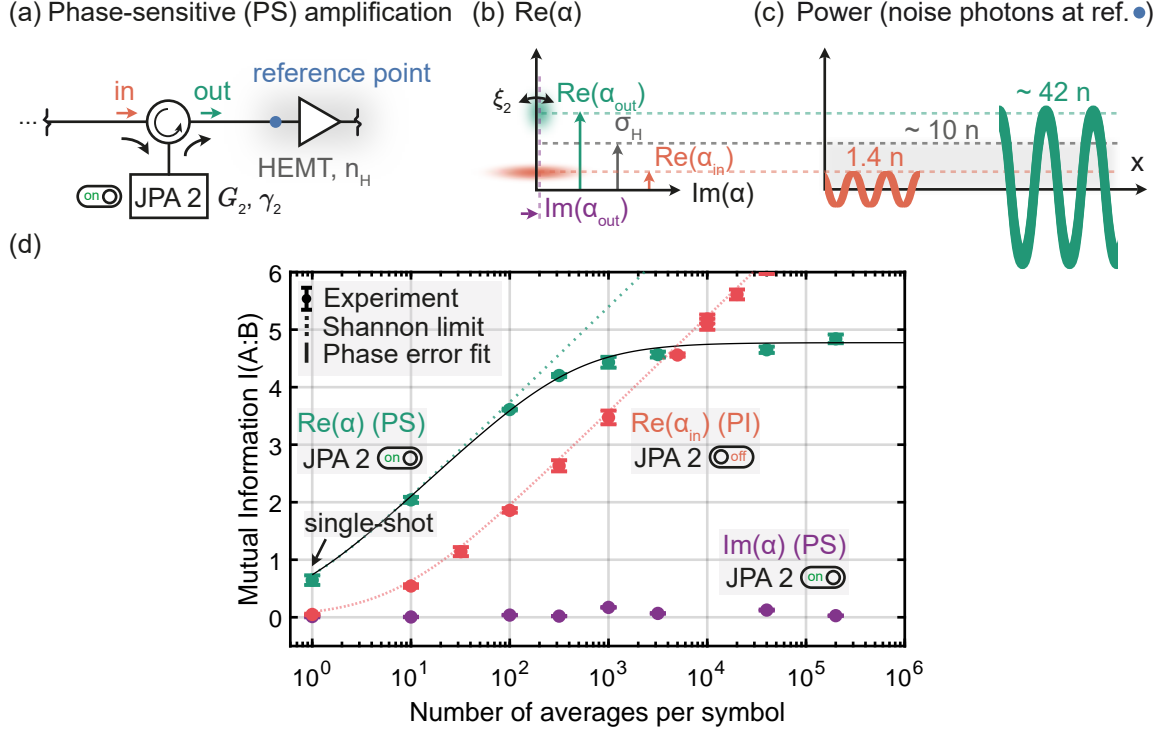 (a) Phase-sensitive (PS) amplification
(b) Re(α)
(c) Power (noise photons at ref. )
reference point
in
out
...
HEMT, n_H
on
JPA 2
G_2, γ_2
ξ_2
Re(α_out)
σ_H
Re(α_in)
Im(α)
Im(α_out)
~ 42 n
~ 10 n
1.4 n
x
(d)
Mutual Information I(A:B)
6
5
4
3
2
1
0
Experiment
Shannon limit
Phase error fit
Re(α) (PS)
JPA 2 on
single-shot
Re(α_in) (PI)
JPA 2 off
Im(α) (PS)
JPA 2 on
10^0
10^1
10^2
10^3
10^4
10^5
10^6
Number of averages per symbol